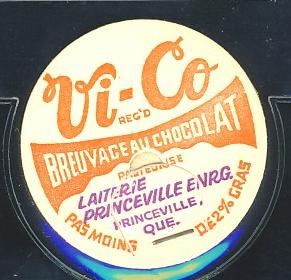 Vi-Co
REG'D
BREUVAGE AU CHOCOLAT
PASTEURISE
LAITERIE
PRINCEVILLE ENRG.
PRINCEVILLE,
QUE.
PAS MOINS DE 2% GRAS